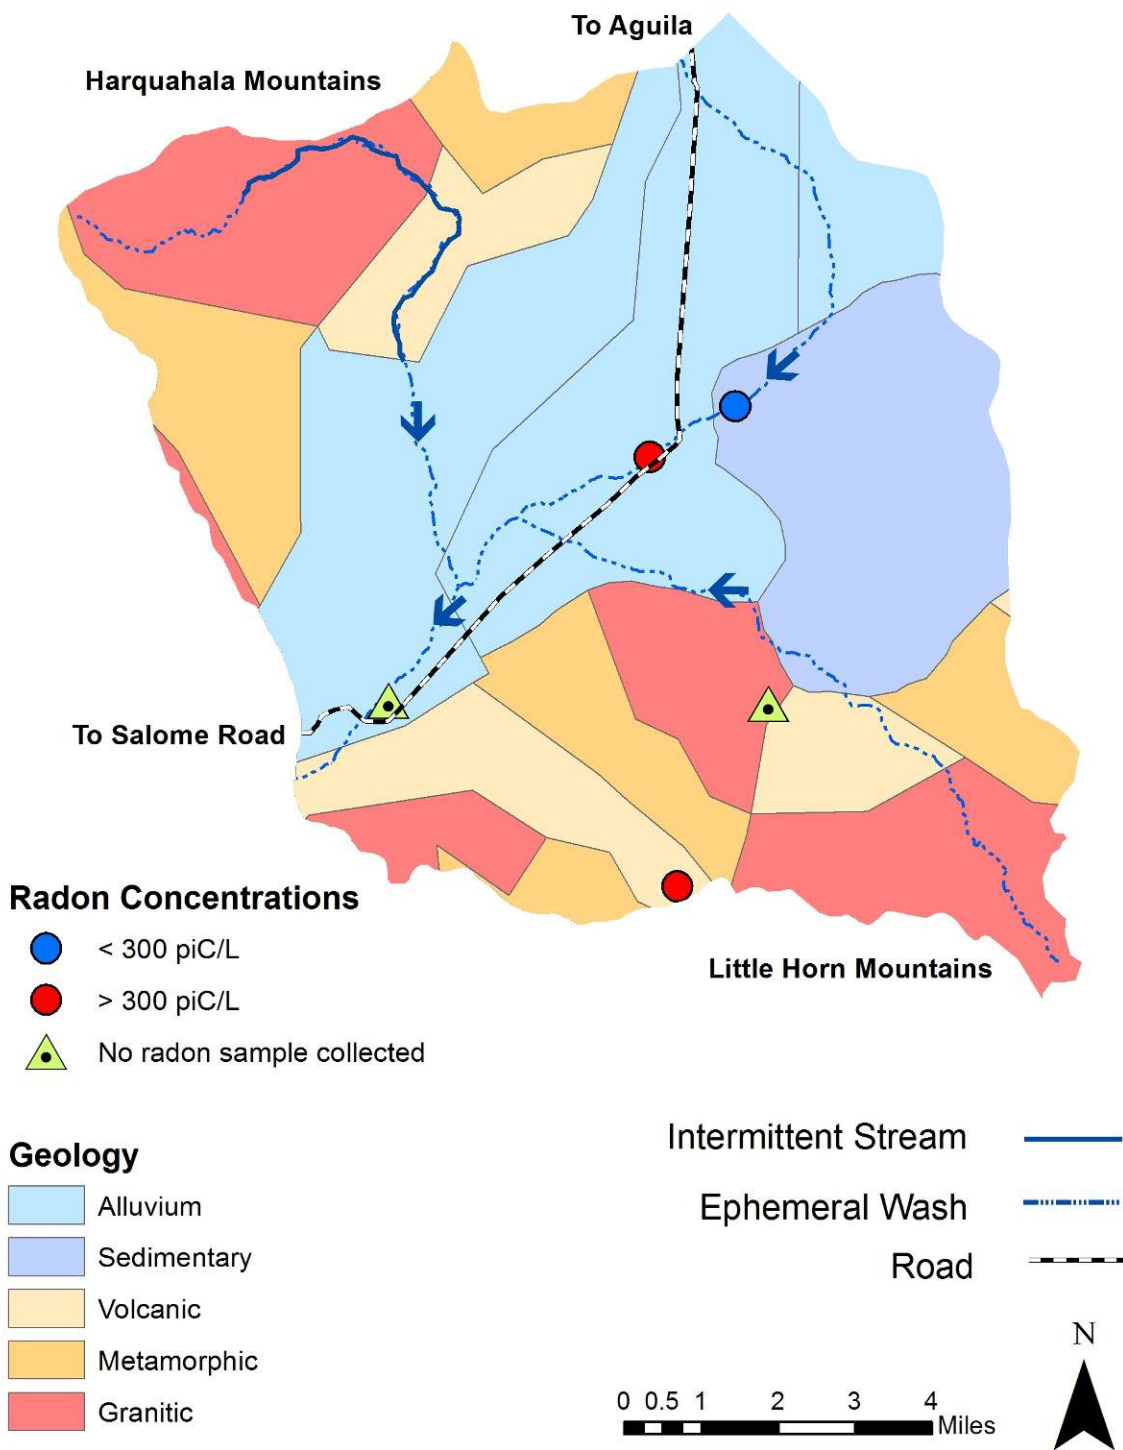 To Aguila
Harquahala Mountains
To Salome Road
Little Horn Mountains
Radon Concentrations
< 300 piC/L
> 300 piC/L
No radon sample collected
Geology
Alluvium
Sedimentary
Volcanic
Metamorphic
Granitic
Intermittent Stream
Ephemeral Wash
Road
N
0 0.5 1 2 3 4
Miles